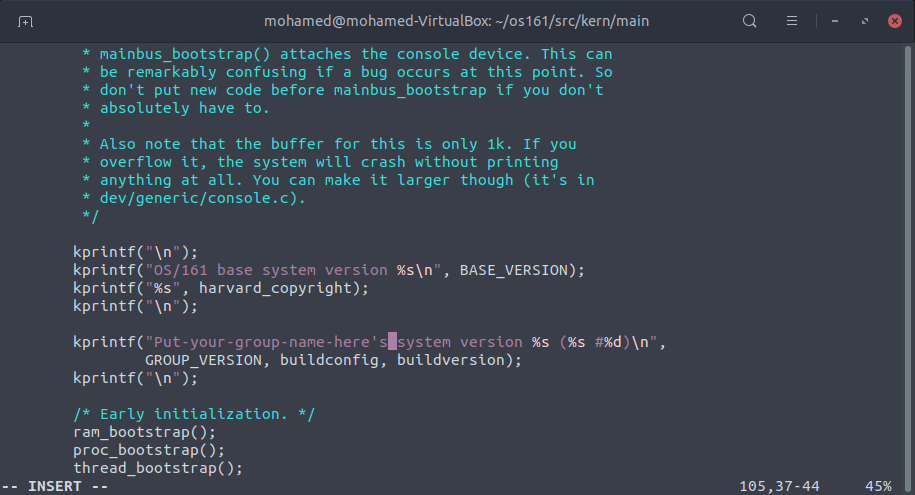 mohamed@mohamed-VirtualBox: ~/os161/src/kern/main
* mainbus_bootstrap() attaches the console device. This can
* be remarkably confusing if a bug occurs at this point. So
* don't put new code before mainbus_bootstrap if you don't
* absolutely have to.
*
* Also note that the buffer for this is only 1k. If you
* overflow it, the system will crash without printing
* anything at all. You can make it larger though (it's in
* dev/generic/console.c).
*/
kprintf("\n");
kprintf("OS/161 base system version %s\n", BASE_VERSION);
kprintf("%s", harvard_copyright);
kprintf("\n");
kprintf("Put-your-group-name-here's system version %s (%s #%d)\n",
GROUP_VERSION, buildconfig, buildversion);
kprintf("\n");
/* Early initialization. */
ram_bootstrap();
proc_bootstrap();
thread_bootstrap();
-- INSERT -- 105,37-44 45%